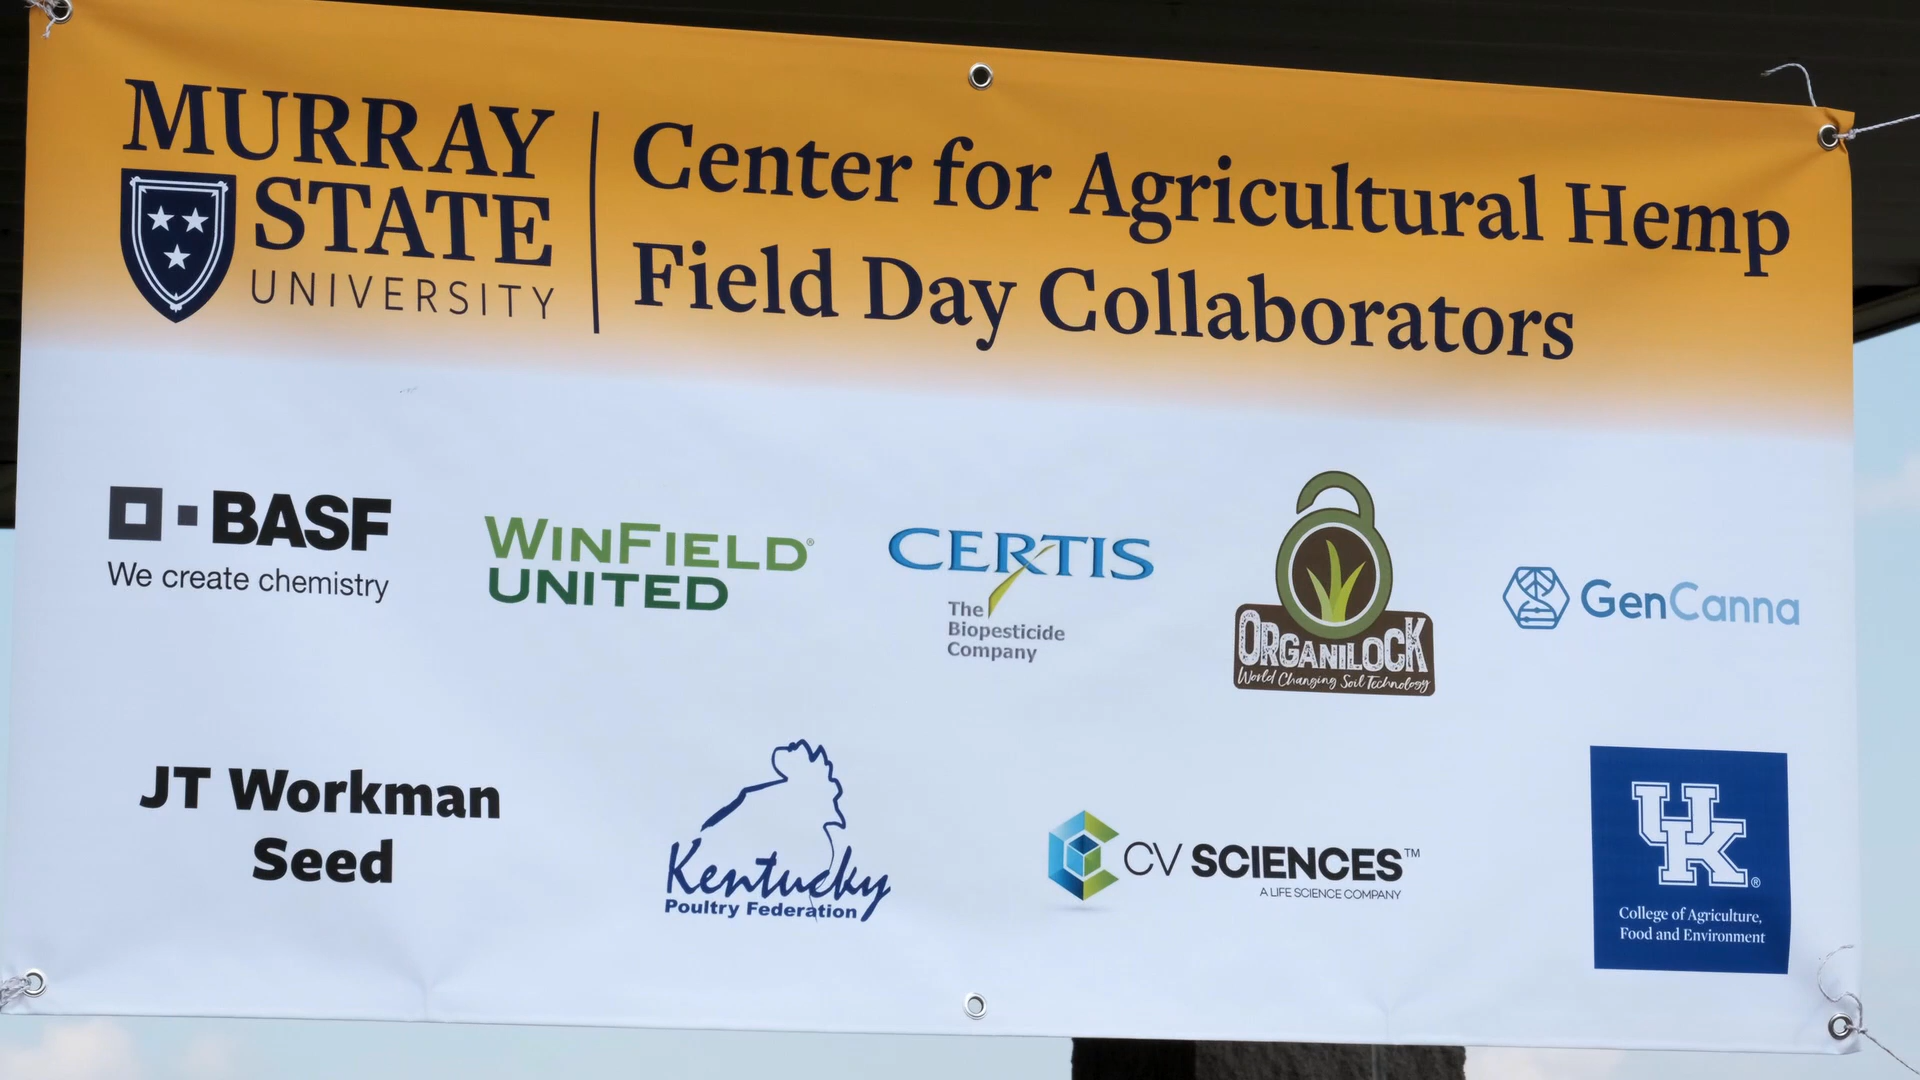 MURRAY
STATE
UNIVERSITY
Center for Agricultural Hemp
Field Day Collaborators
BASF
We create chemistry
WINFIELD®
UNITED
CERTIS
The
Biopesticide
Company
ORGANILOCK
World Changing Soil Technology
GenCanna
JT Workman
Seed
Kentucky
Poultry Federation
CV SCIENCES™
A LIFE SCIENCE COMPANY
UK®
College of Agriculture,
Food and Environment